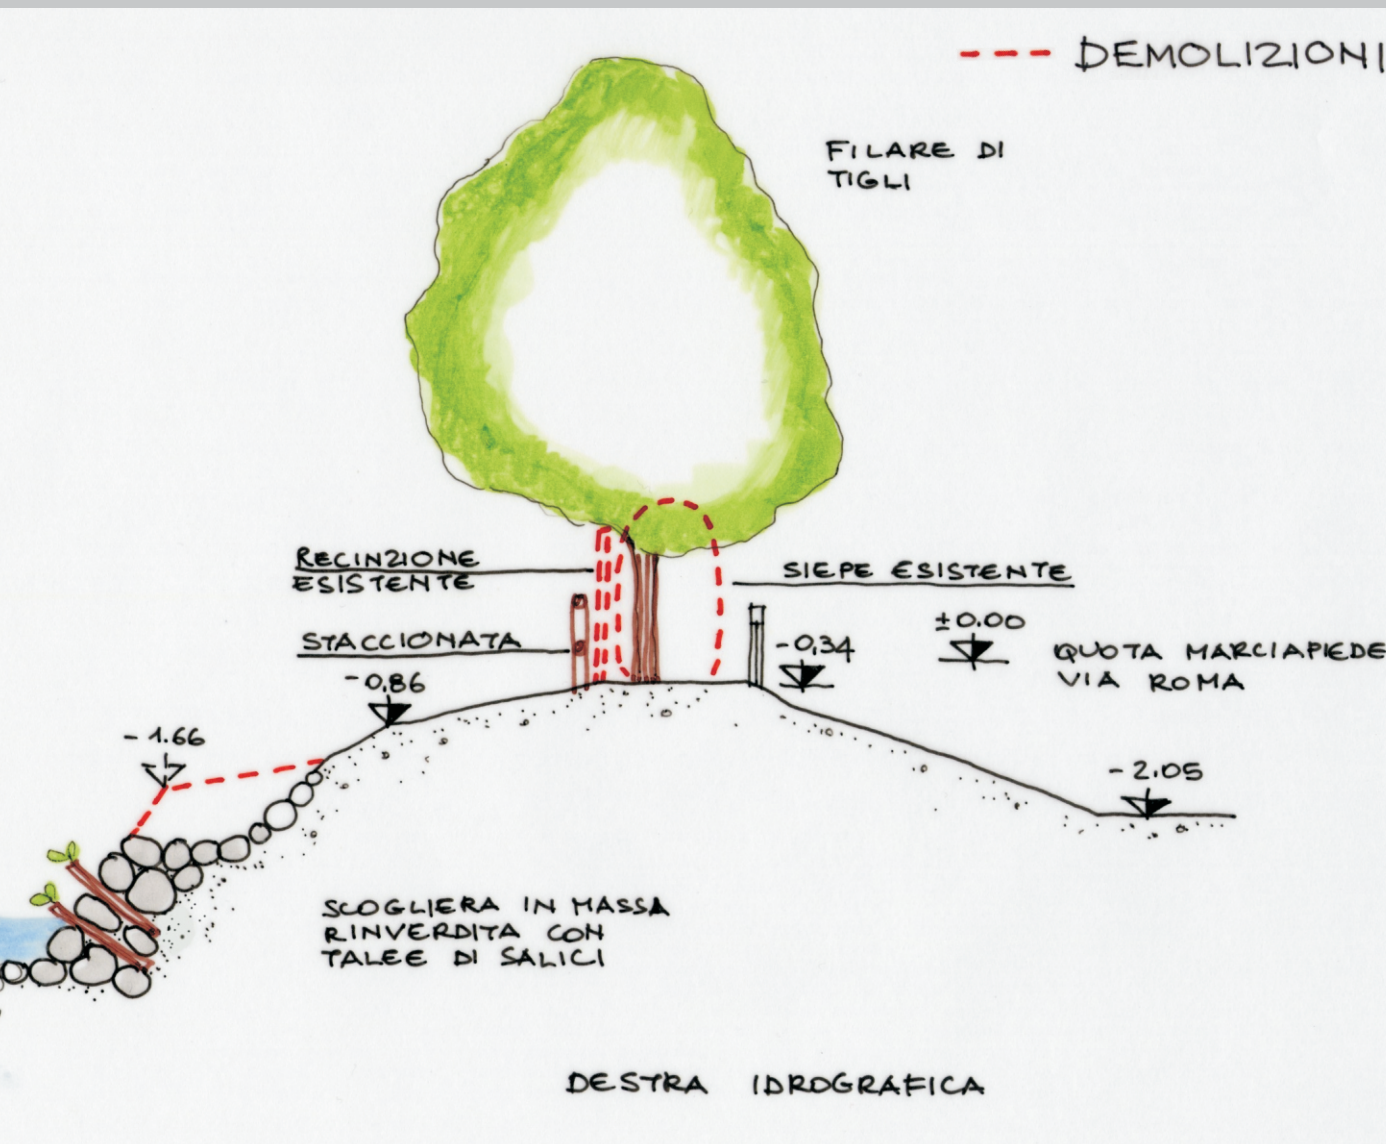 DEMOLIZIONI
FILARE DI
TIGLI
RECINZIONE
ESISTENTE
SIEPE ESISTENTE
STACCIONATA
±0.00
-0,34
QUOTA MARCIAPIEDE
VIA ROMA
-0,86
-1.66
-2.05
SCOGLIERA IN MASSA
RINVERDITA CON
TALEE DI SALICI
DESTRA IDROGRAFICA